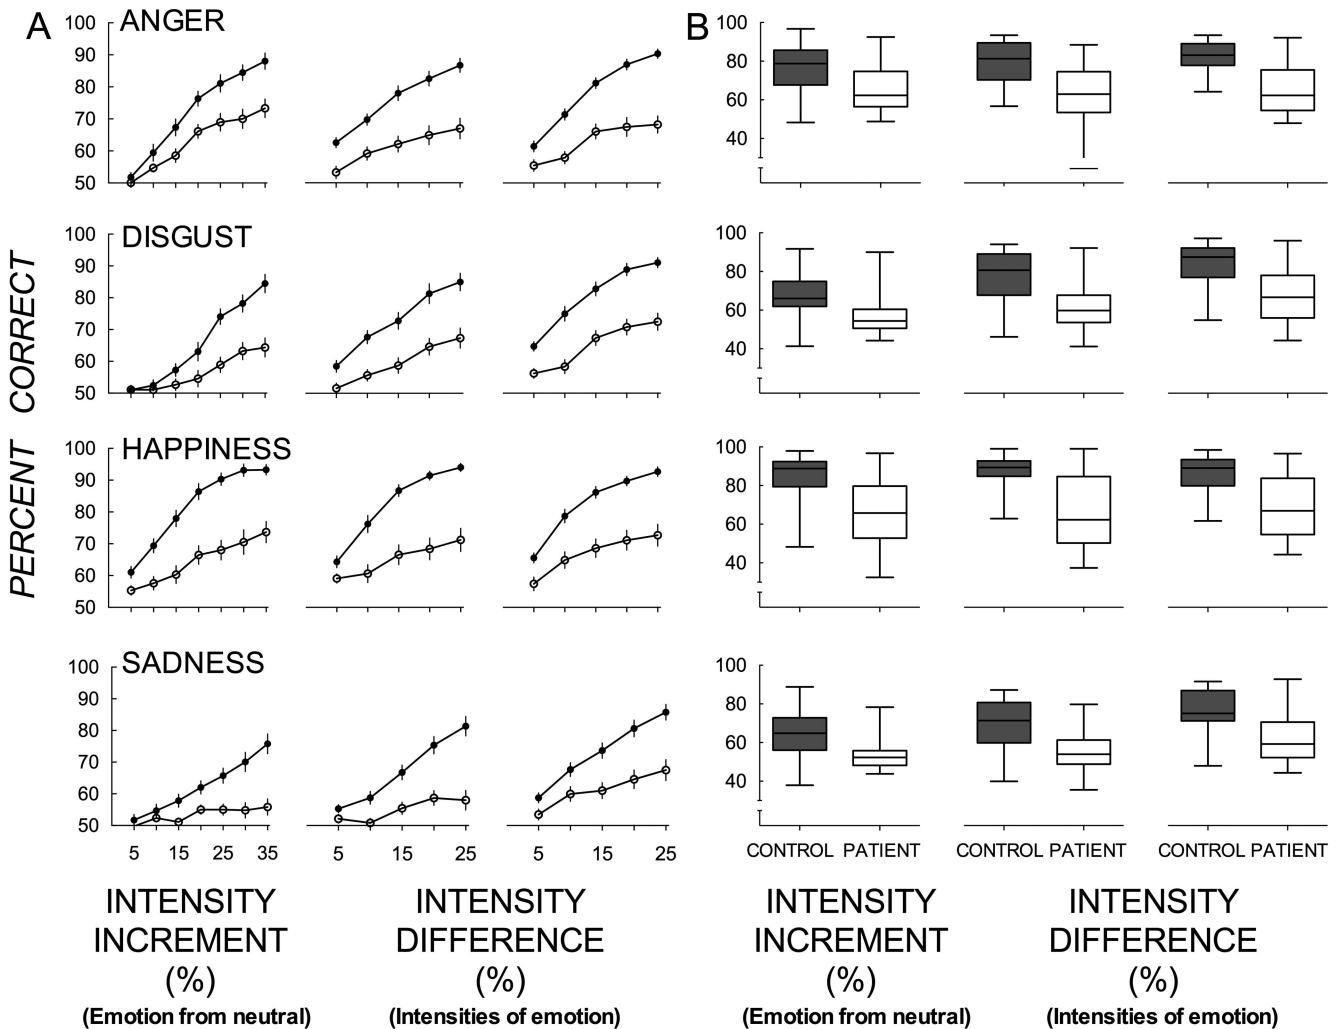 A
ANGER
100
90
80
70
60
50
DISGUST
100
90
80
70
60
50
HAPPINESS
100
90
80
70
60
50
SADNESS
100
90
80
70
60
50
5 15 25 35
5 15 25
5 15 25
PERCENT CORRECT
INTENSITY
INCREMENT
(%)
(Emotion from neutral)
INTENSITY
DIFFERENCE
(%)
(Intensities of emotion)
B
100
80
60
40
100
80
60
40
100
80
60
40
100
80
60
40
CONTROL PATIENT
CONTROL PATIENT
CONTROL PATIENT
INTENSITY
INCREMENT
(%)
(Emotion from neutral)
INTENSITY
DIFFERENCE
(%)
(Intensities of emotion)